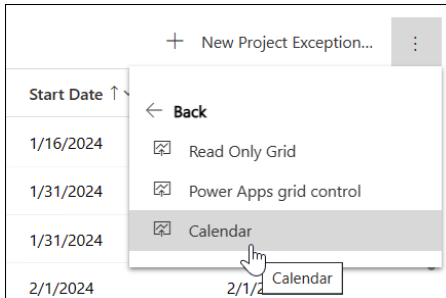 + New Project Exception...
Start Date ↑
← Back
1/16/2024
Read Only Grid
1/31/2024
Power Apps grid control
1/31/2024
Calendar
Calendar
2/1/2024
2/1/2